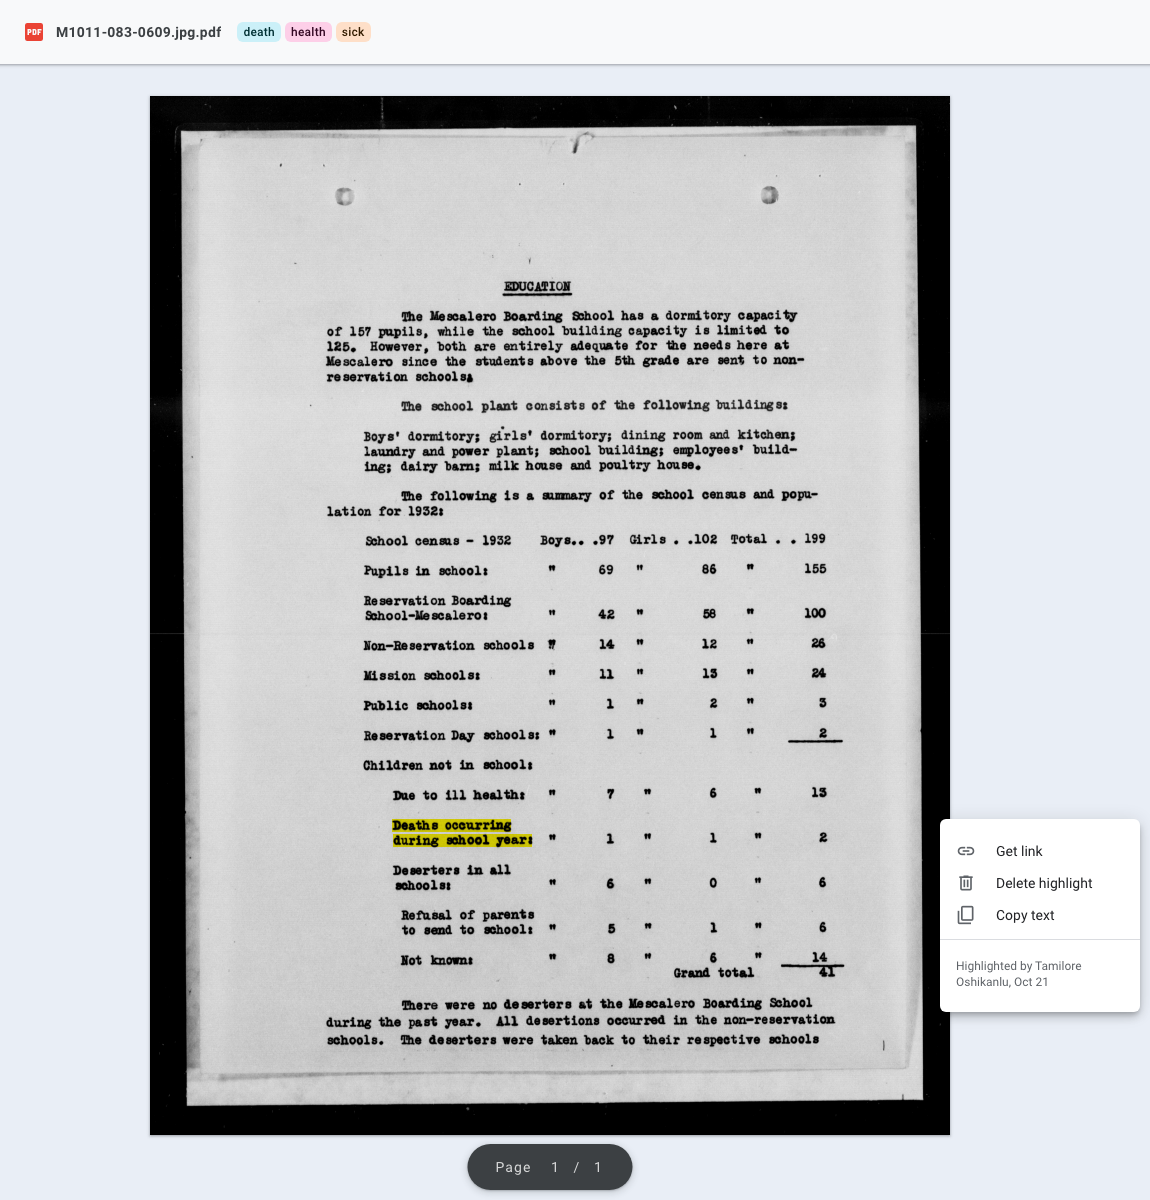 PDF M1011-083-0609.jpg.pdf death health sick
EDUCATION
The Mescalero Boarding School has a dormitory capacity
of 157 pupils, while the school building capacity is limited to
125. However, both are entirely adequate for the needs here at
Mescalero since the students above the 5th grade are sent to non-
reservation schools.
The school plant consists of the following buildings:
Boys' dormitory; girls' dormitory; dining room and kitchen;
laundry and power plant; school building; employees' build-
ing; dairy barn; milk house and poultry house.
The following is a summary of the school census and popu-
lation for 1932:
School census - 1932 Boys.. .97 Girls . .102 Total . . 199
Pupils in school: " 69 " 86 " 155
Reservation Boarding
School-Mescalero: " 42 " 58 " 100
Non-Reservation schools " 14 " 12 " 26
Mission schools: " 11 " 13 " 24
Public schools: " 1 " 2 " 3
Reservation Day schools: " 1 " 1 " 2
Children not in school:
Due to ill health: " 7 " 6 " 13
Deaths occurring
during school year: " 1 " 1 " 2
Deserters in all
schools: " 6 " 0 " 6
Refusal of parents
to send to school: " 5 " 1 " 6
Not known: " 8 " 6 " 14
Grand total 41
There were no deserters at the Mescalero Boarding School
during the past year. All desertions occurred in the non-reservation
schools. The deserters were taken back to their respective schools
Get link
Delete highlight
Copy text
Highlighted by Tamilore
Oshikanlu, Oct 21
Page 1 / 1